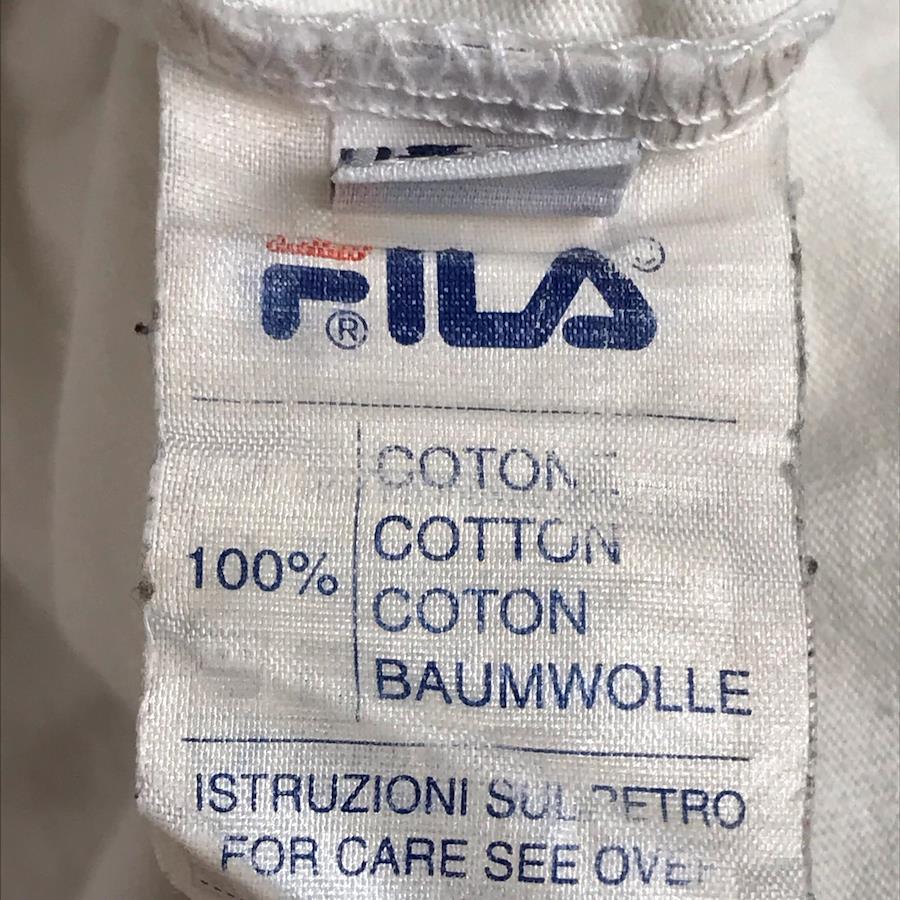 FILA ®
COTONE
COTTON
100%
COTON
BAUMWOLLE
ISTRUZIONI SUL RETRO
FOR CARE SEE OVER